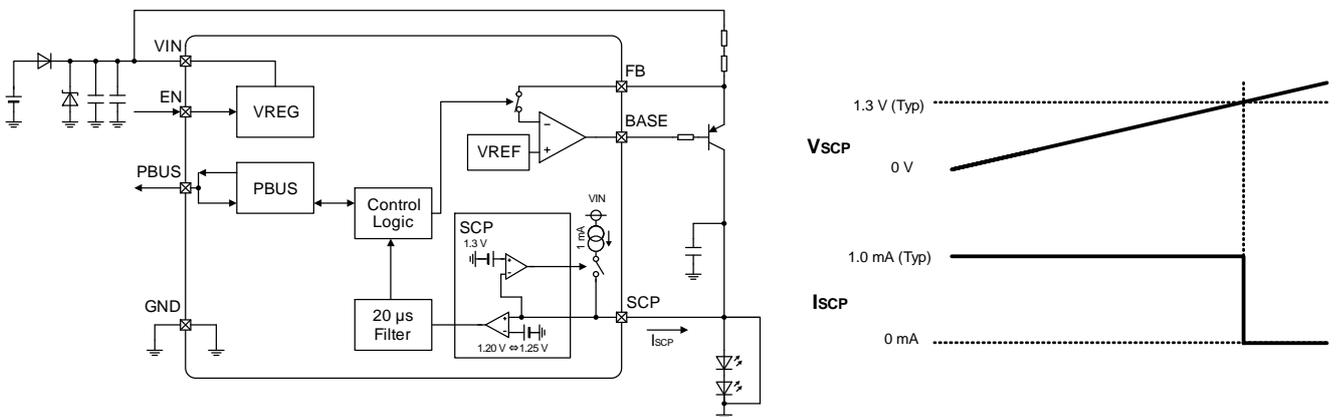 VIN
EN
VREG
PBUS
PBUS
Control
Logic
GND
20 µs
Filter
FB
BASE
VREF
SCP
1.3 V
1.20 V ⇔1.25 V
VIN
1 mA
SCP
ISCP
VSCP
1.3 V (Typ)
0 V
1.0 mA (Typ)
ISCP
0 mA